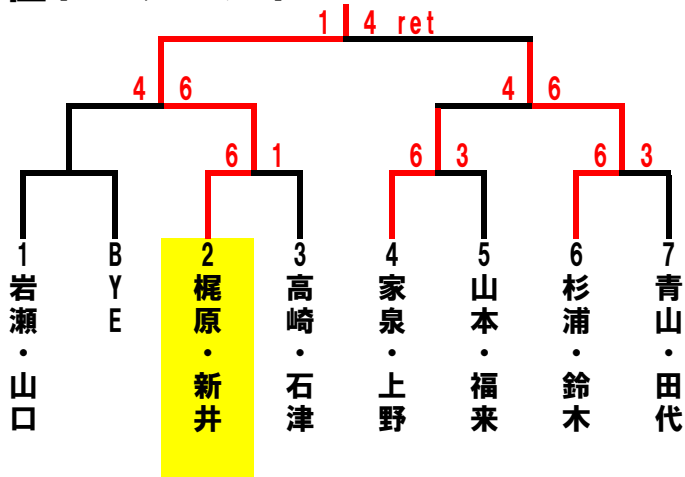 1 4 ret
4 6 4 6
6 1 6 3 6 3
1 岩瀬・山口
BYE
2 梶原・新井
3 高崎・石津
4 家泉・上野
5 山本・福来
6 杉浦・鈴木
7 青山・田代